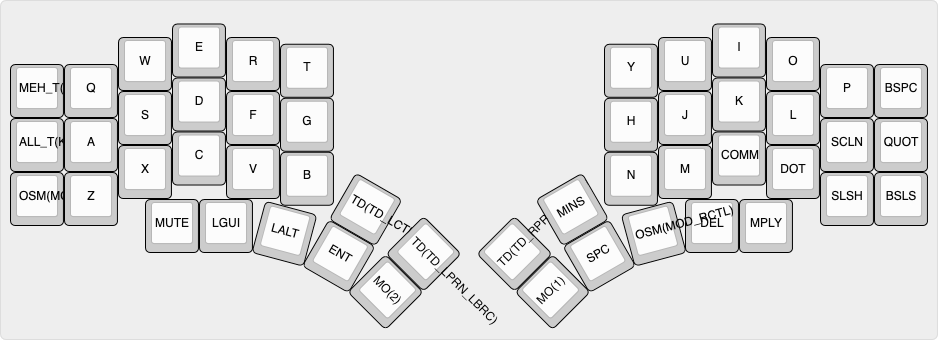 E
I
W
R
U
O
T
Y
MEH_T(
Q
P
BSPC
D
K
S
F
J
L
G
H
ALL_T(K
A
SCLN
QUOT
C
COMM
X
V
M
DOT
B
N
OSM(MO
Z
SLSH
BSLS
TD(TD_LCT
MINS
MUTE
LGUI
LALT
OSM(MOD_RCTL)
DEL
MPLY
TD(TD_LPRN_LBRC)
TD(TD_RPR
ENT
SPC
MO(2)
MO(1)